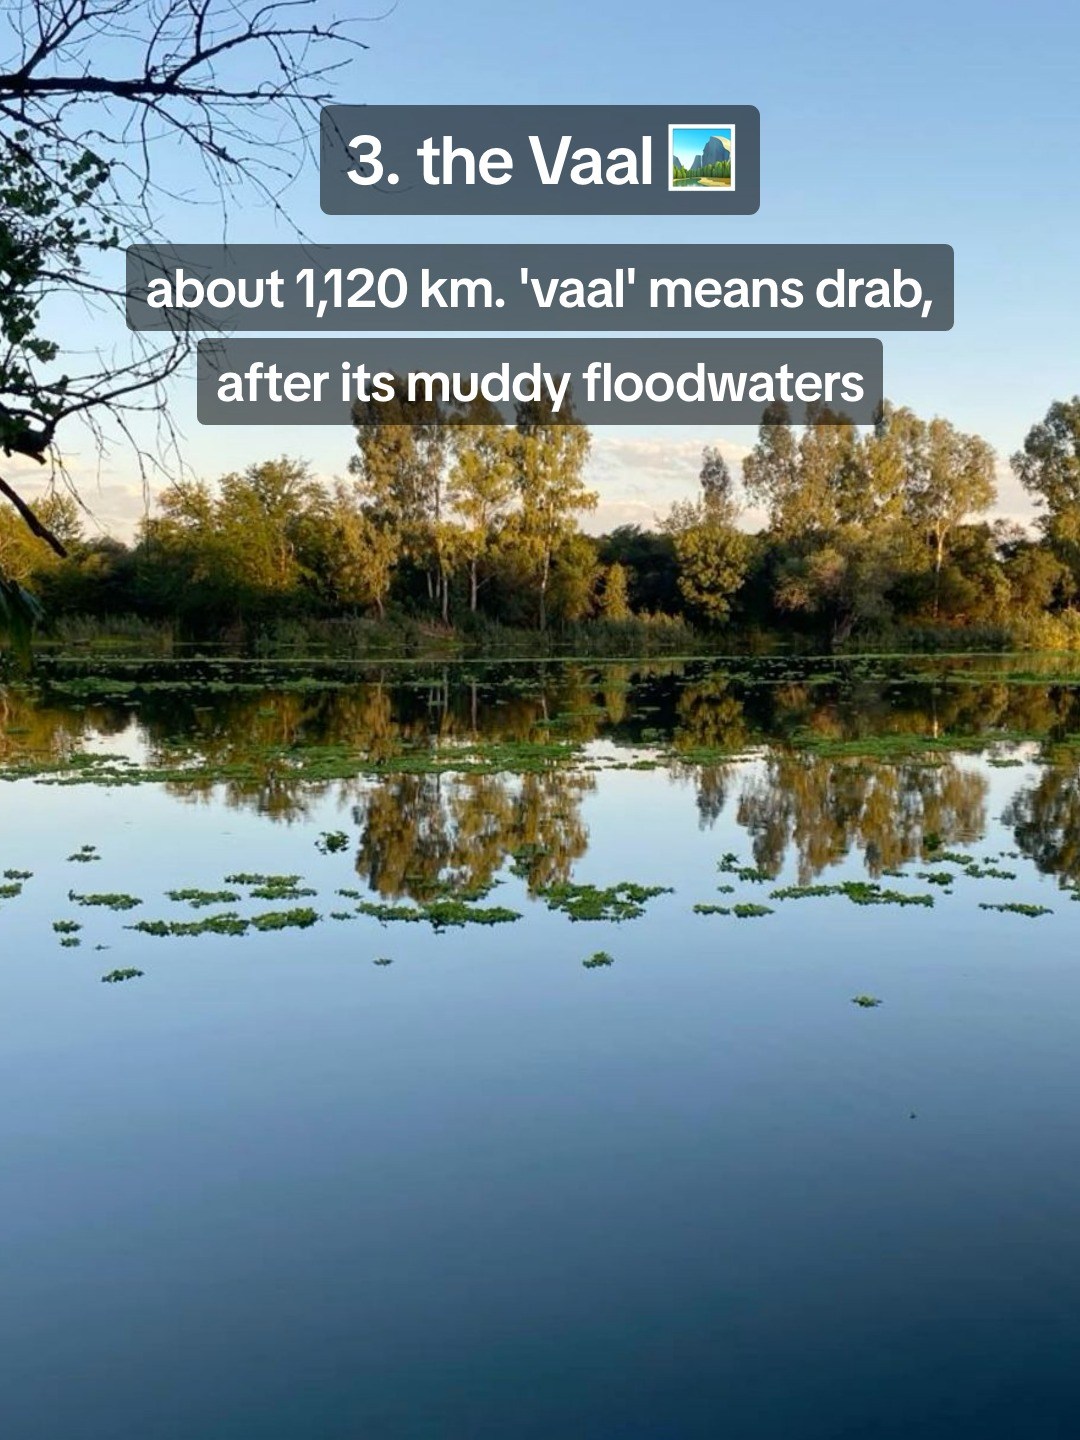 3. the Vaal 🏞️
about 1,120 km. 'vaal' means drab,
after its muddy floodwaters